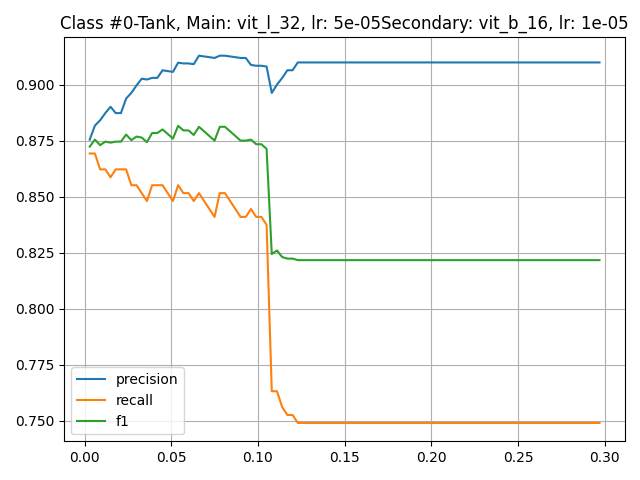 Class #0-Tank, Main: vit_l_32, lr: 5e-05Secondary: vit_b_16, lr: 1e-05
0.900
0.875
0.850
0.825
0.800
0.775
0.750
precision
recall
f1
0.00 0.05 0.10 0.15 0.20 0.25 0.30